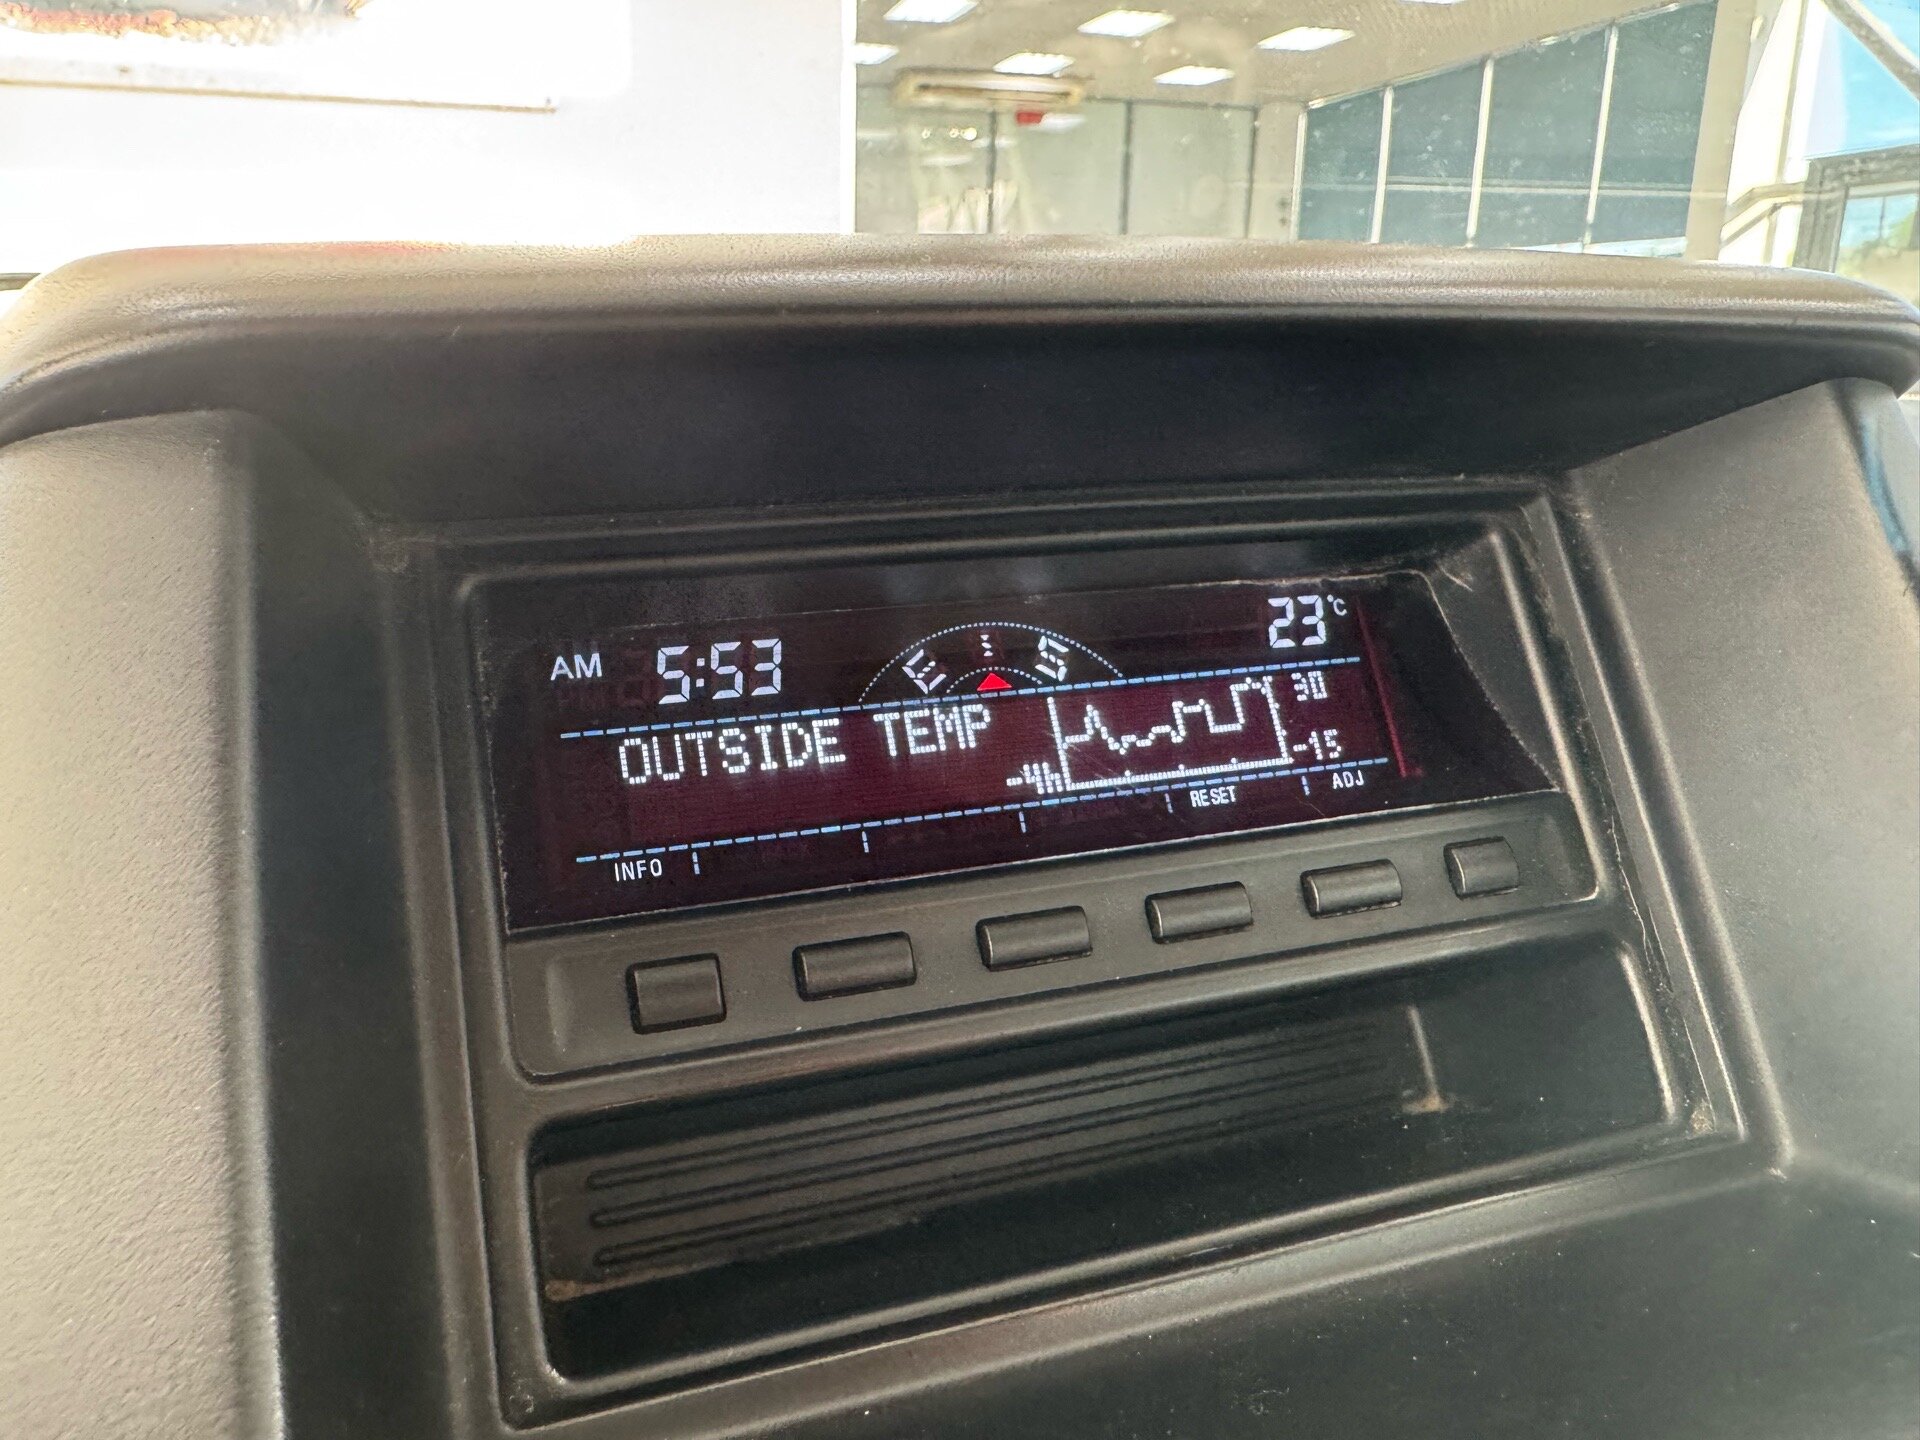 AM 5:53 E S 23°C
OUTSIDE TEMP 30
-4h -15
INFO RESET ADJ